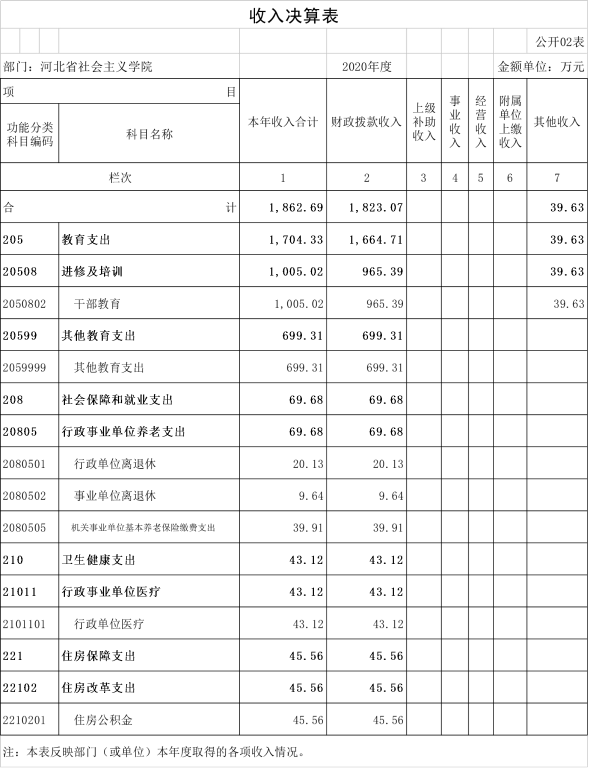 收入决算表
公开02表
部门：河北省社会主义学院 2020年度 金额单位：万元
项 目 本年收入合计 财政拨款收入 上级补助收入 事业收入 经营收入 附属单位上缴收入 其他收入
功能分类科目编码 科目名称
栏次 1 2 3 4 5 6 7
合 计 1,862.69 1,823.07 39.63
205 教育支出 1,704.33 1,664.71 39.63
20508 进修及培训 1,005.02 965.39 39.63
2050802 干部教育 1,005.02 965.39 39.63
20599 其他教育支出 699.31 699.31
2059999 其他教育支出 699.31 699.31
208 社会保障和就业支出 69.68 69.68
20805 行政事业单位养老支出 69.68 69.68
2080501 行政单位离退休 20.13 20.13
2080502 事业单位离退休 9.64 9.64
2080505 机关事业单位基本养老保险缴费支出 39.91 39.91
210 卫生健康支出 43.12 43.12
21011 行政事业单位医疗 43.12 43.12
2101101 行政单位医疗 43.12 43.12
221 住房保障支出 45.56 45.56
22102 住房改革支出 45.56 45.56
2210201 住房公积金 45.56 45.56
注：本表反映部门（或单位）本年度取得的各项收入情况。